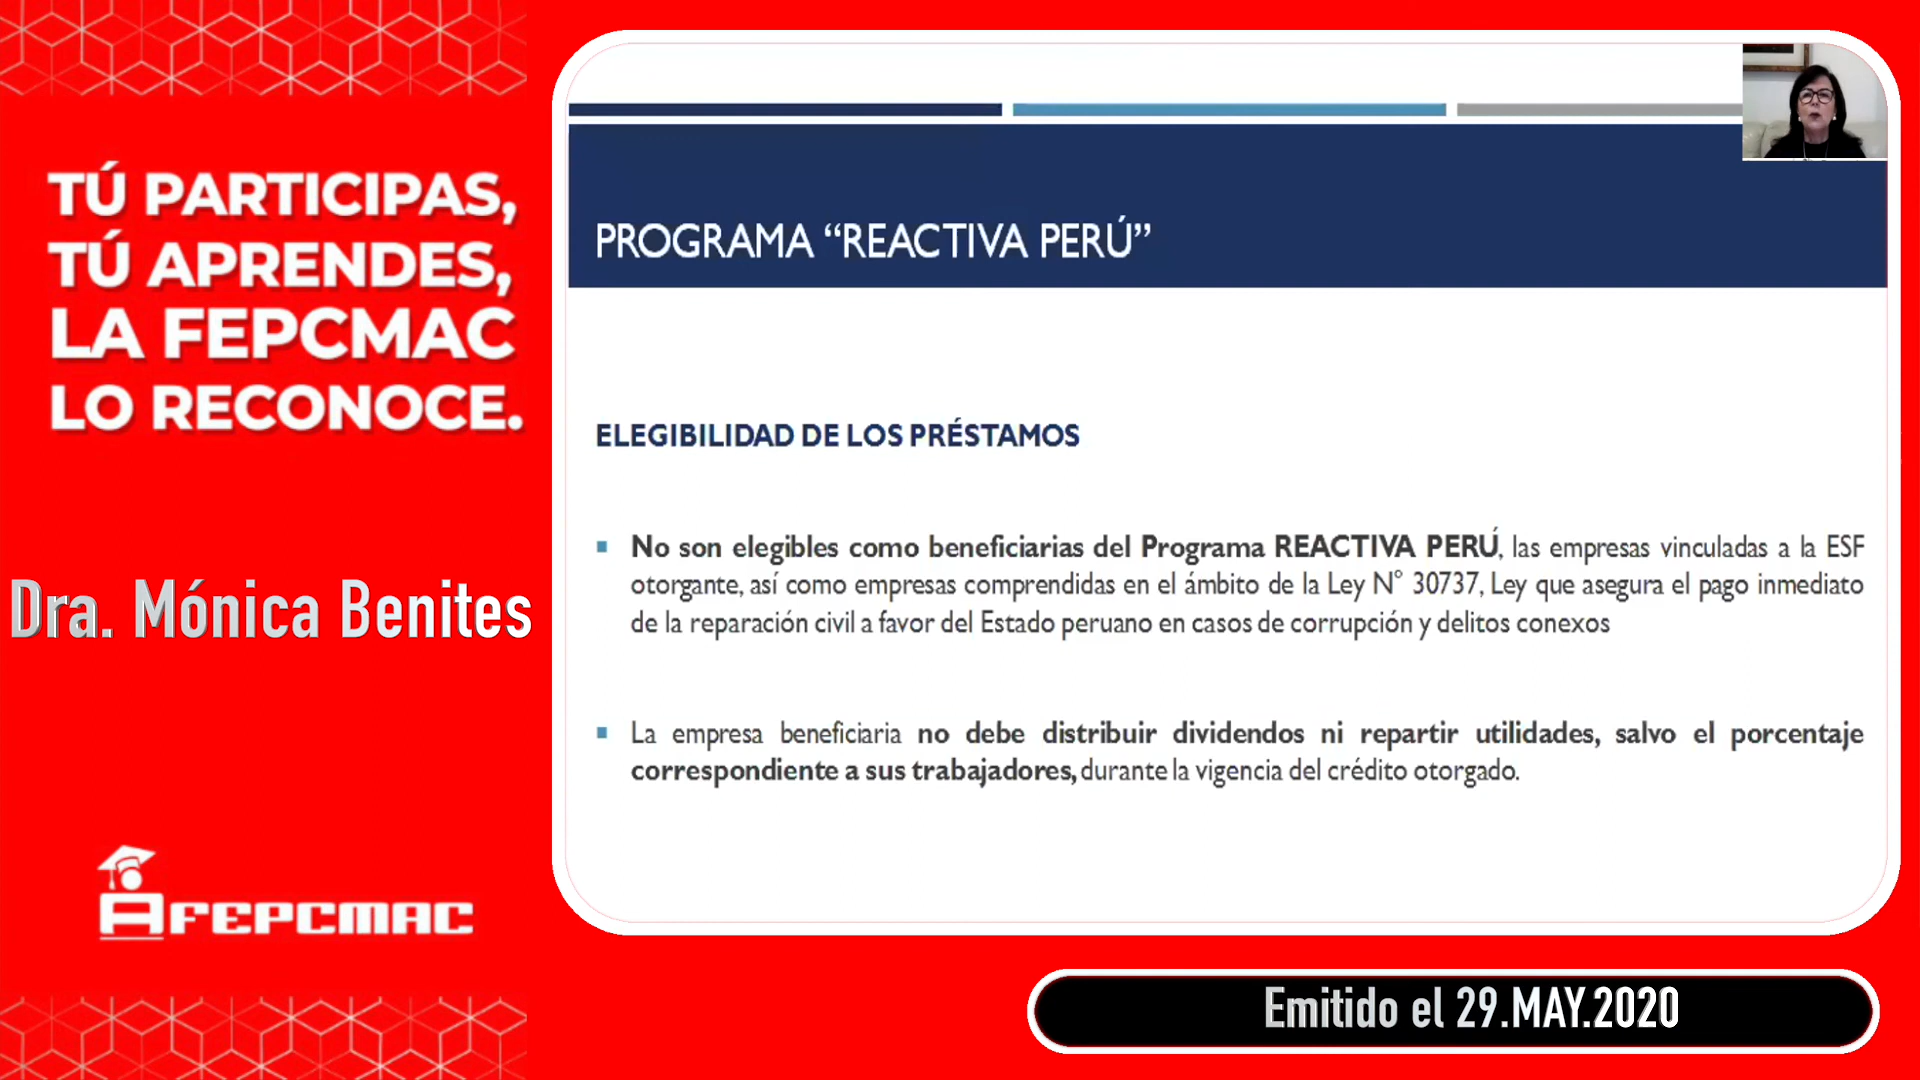 TÚ PARTICIPAS,
TÚ APRENDES,
LA FEPCMAC
LO RECONOCE.
Dra. Mónica Benites
FEPCMAC
PROGRAMA “REACTIVA PERÚ”
ELEGIBILIDAD DE LOS PRÉSTAMOS
▪ No son elegibles como beneficiarias del Programa REACTIVA PERÚ, las empresas vinculadas a la ESF
otorgante, así como empresas comprendidas en el ámbito de la Ley N° 30737, Ley que asegura el pago inmediato
de la reparación civil a favor del Estado peruano en casos de corrupción y delitos conexos
▪ La empresa beneficiaria no debe distribuir dividendos ni repartir utilidades, salvo el porcentaje
correspondiente a sus trabajadores, durante la vigencia del crédito otorgado.
Emitido el 29.MAY.2020